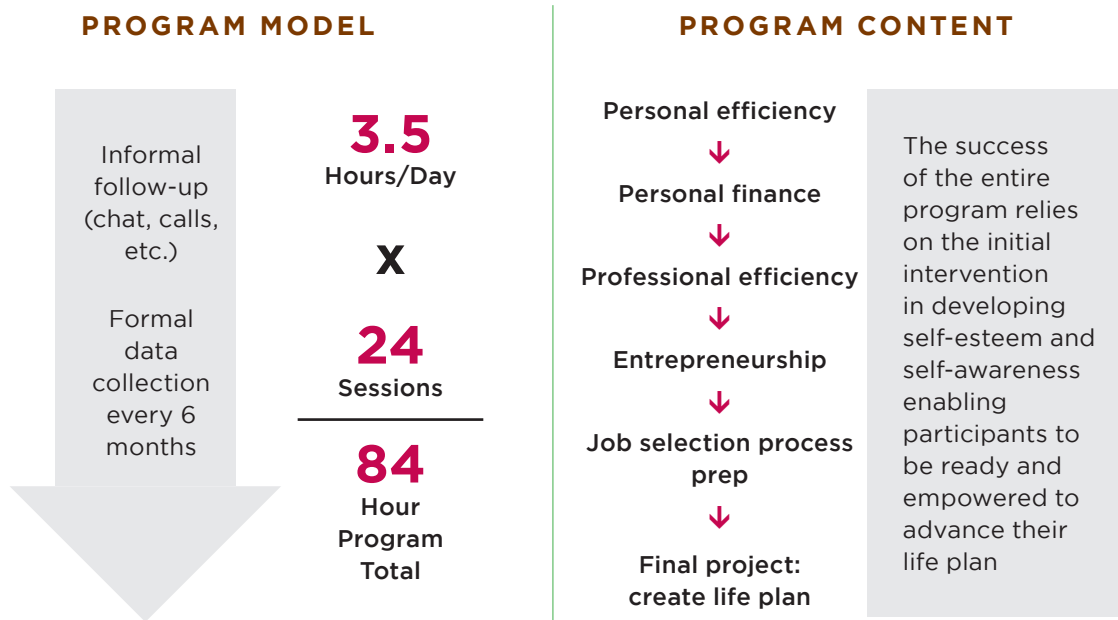 PROGRAM MODEL
Informal
follow-up
(chat, calls,
etc.)
Formal
data
collection
every 6
months
3.5
Hours/Day
x
24
Sessions
84
Hour
Program
Total
PROGRAM CONTENT
Personal efficiency
Personal finance
Professional efficiency
Entrepreneurship
Job selection process
prep
Final project:
create life plan
The success
of the entire
program relies
on the initial
intervention
in developing
self-esteem and
self-awareness
enabling
participants to
be ready and
empowered to
advance their
life plan